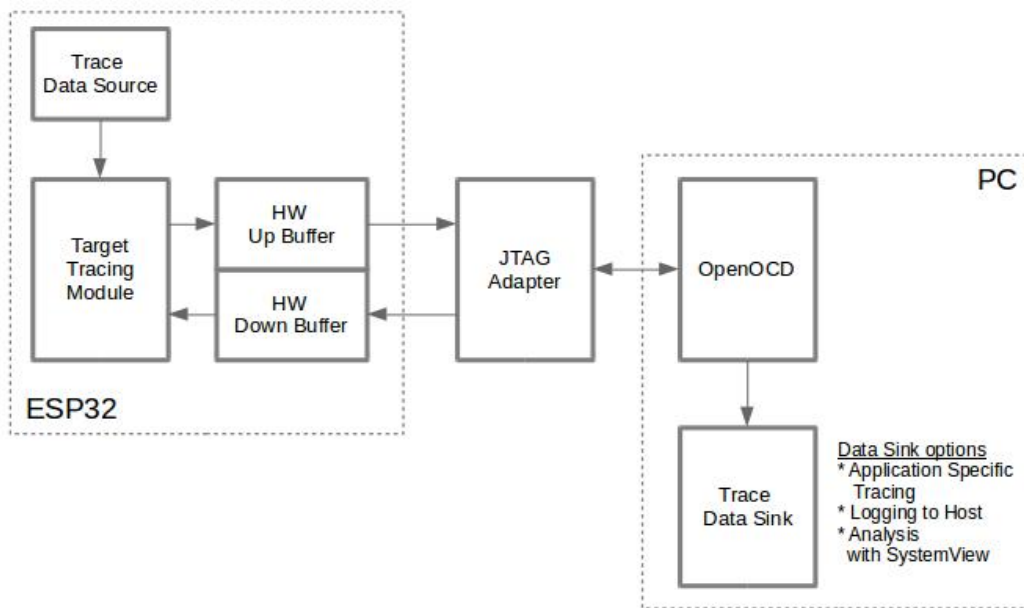 Trace
Data Source
Target
Tracing
Module
HW
Up Buffer
HW
Down Buffer
ESP32
JTAG
Adapter
PC
OpenOCD
Trace
Data Sink
Data Sink options
* Application Specific
Tracing
* Logging to Host
* Analysis
with SystemView